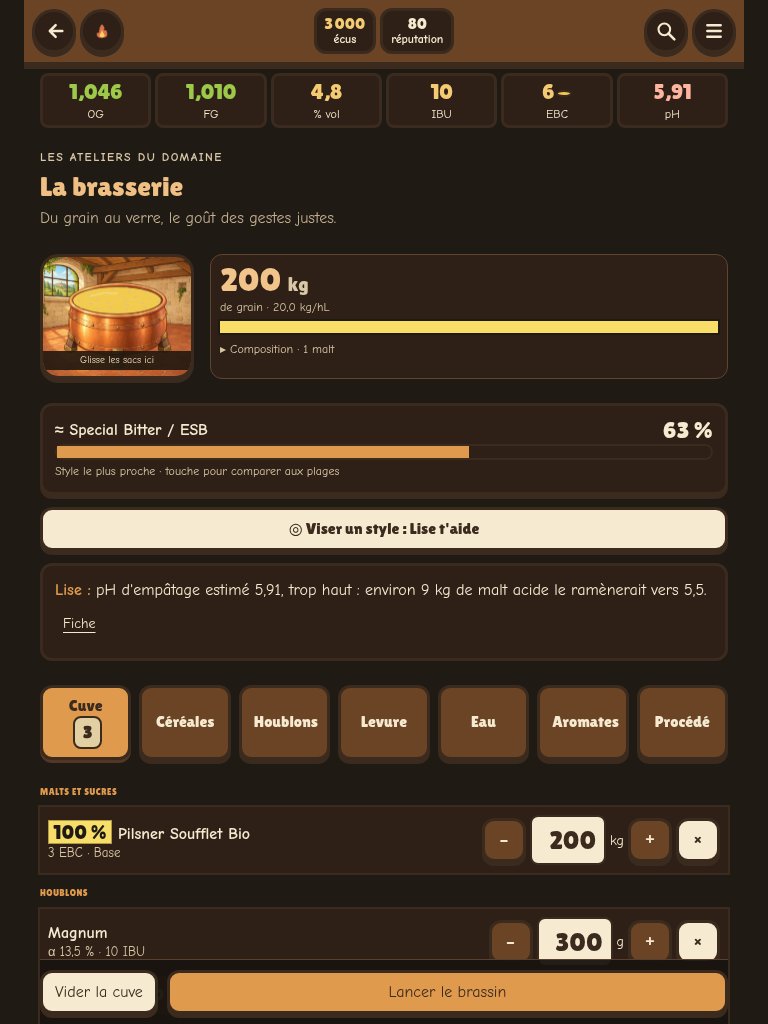 3 000
écus
80
réputation
1,046
OG
1,010
FG
4,8
% vol
10
IBU
6
EBC
5,91
pH
LES ATELIERS DU DOMAINE
La brasserie
Du grain au verre, le goût des gestes justes.
Glisse les sacs ici
200 kg
de grain · 20,0 kg/hL
▸ Composition · 1 malt
≈ Special Bitter / ESB
63 %
Style le plus proche · touche pour comparer aux plages
◎ Viser un style : Lise t'aide
Lise : pH d'empâtage estimé 5,91, trop haut : environ 9 kg de malt acide le ramènerait vers 5,5.
Fiche
Cuve
3
Céréales
Houblons
Levure
Eau
Aromates
Procédé
MALTS ET SUCRES
100 % Pilsner Soufflet Bio
3 EBC · Base
– 200 kg + ×
HOUBLONS
Magnum
α 13,5 % · 10 IBU
– 300 g + ×
Vider la cuve
Lancer le brassin